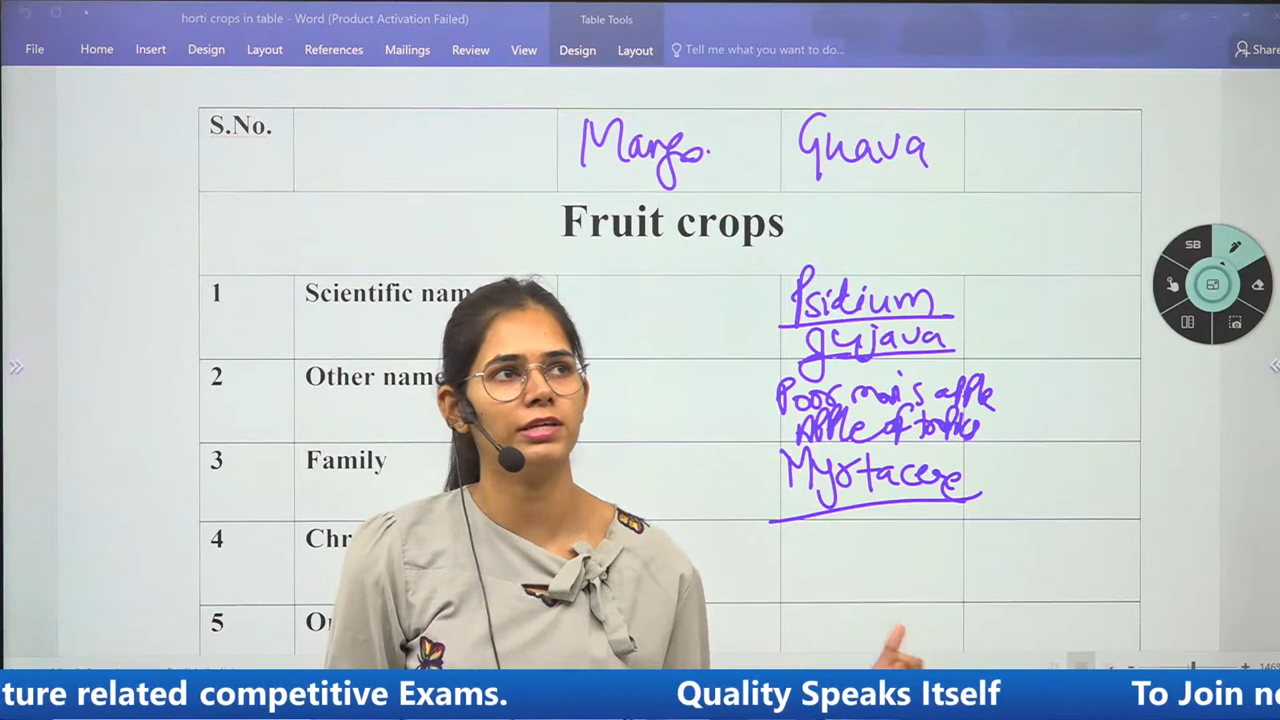 horti crops in table - Word (Product Activation Failed)
Table Tools
File Home Insert Design Layout References Mailings Review View Design Layout Tell me what you want to do... Share
S.No. Mango. Guava
Fruit crops
1 Scientific nam Psidium
gujava
2 Other name Poor man's apple
Apple of tropics
3 Family Myrtaceae
4 Chr
5 O
146%
ture related competitive Exams. Quality Speaks Itself To Join ne
SB